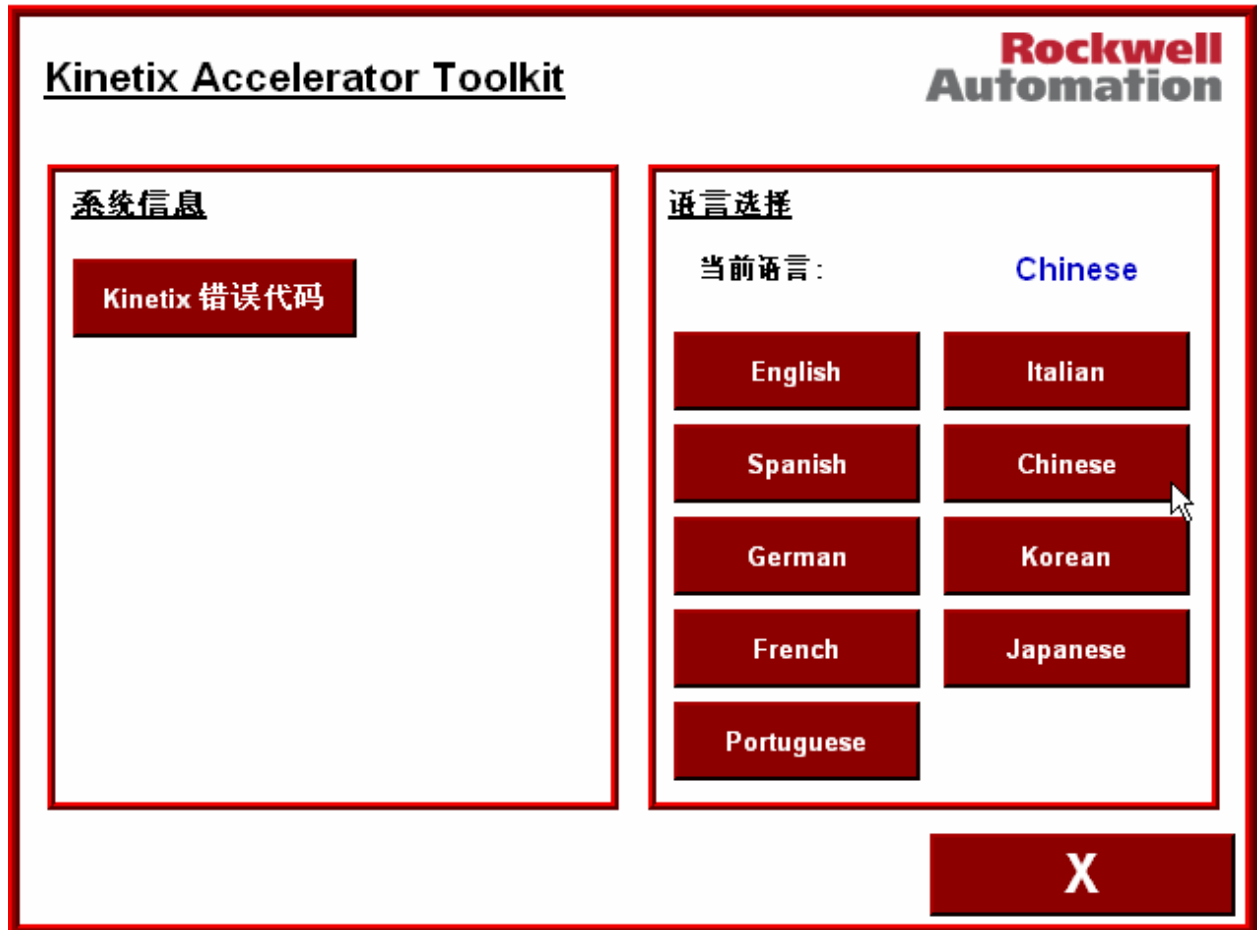 Kinetix Accelerator Toolkit
Rockwell
Automation
系统信息
Kinetix 错误代码
语言选择
当前语言:
Chinese
English
Italian
Spanish
Chinese
German
Korean
French
Japanese
Portuguese
X